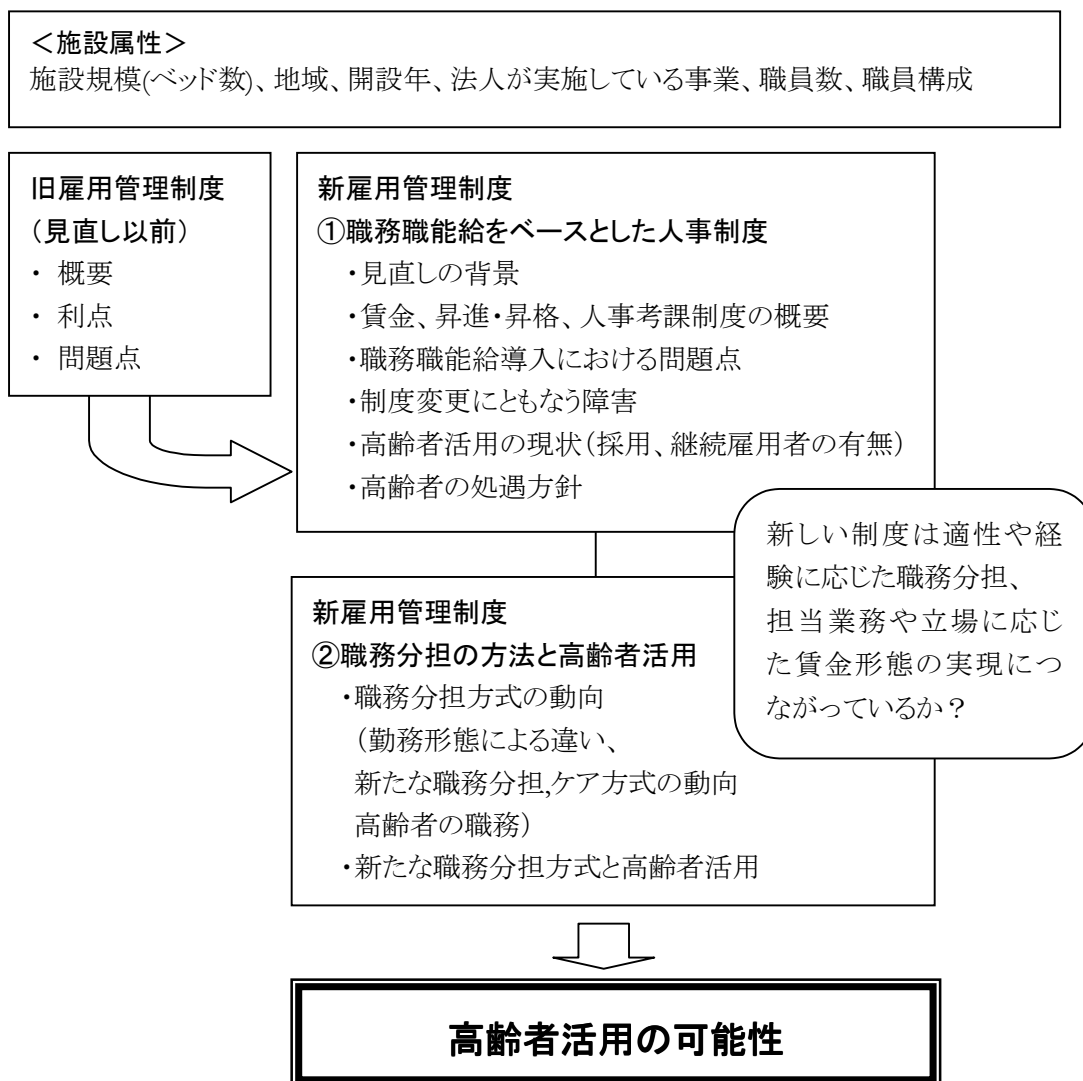 ＜施設属性＞
施設規模(ベッド数)、地域、開設年、法人が実施している事業、職員数、職員構成
旧雇用管理制度
（見直し以前）
・ 概要
・ 利点
・ 問題点
新雇用管理制度
①職務職能給をベースとした人事制度
・見直しの背景
・賃金、昇進・昇格、人事考課制度の概要
・職務職能給導入における問題点
・制度変更にともなう障害
・高齢者活用の現状（採用、継続雇用者の有無）
・高齢者の処遇方針
新しい制度は適性や経
験に応じた職務分担、
担当業務や立場に応じ
た賃金形態の実現につ
ながっているか？
新雇用管理制度
②職務分担の方法と高齢者活用
・職務分担方式の動向
（勤務形態による違い、
新たな職務分担,ケア方式の動向
高齢者の職務）
・新たな職務分担方式と高齢者活用
高齢者活用の可能性